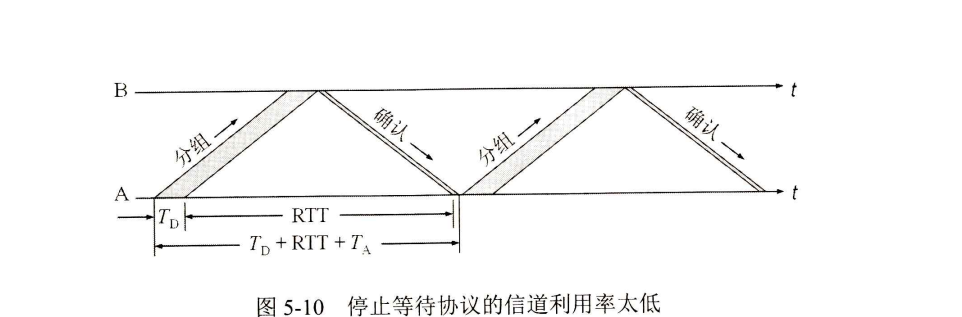 B
t
分组
确认
分组
确认
A
t
T_D
RTT
T_D + RTT + T_A
图 5-10 停止等待协议的信道利用率太低